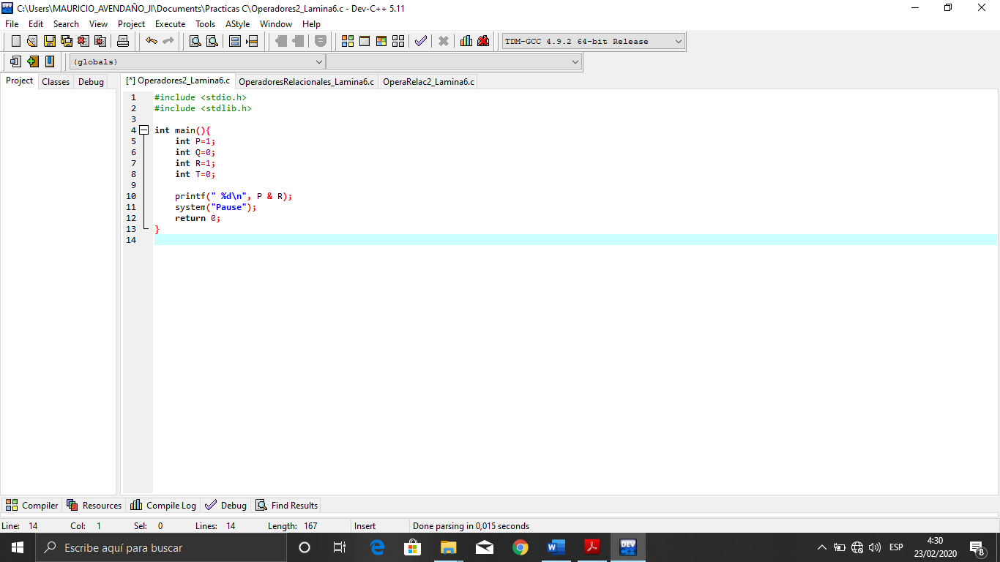 C:\Users\MAURICIO_AVENDAÑO_JI\Documents\Practicas C\Operadores2_Lamina6.c - Dev-C++ 5.11
File Edit Search View Project Execute Tools AStyle Window Help
TDM-GCC 4.9.2 64-bit Release
(globals)
Project Classes Debug
[*] Operadores2_Lamina6.c OperadoresRelacionales_Lamina6.c OperaRelac2_Lamina6.c
1 #include <stdio.h>
2 #include <stdlib.h>
3
4 int main(){
5 int P=1;
6 int Q=0;
7 int R=1;
8 int T=0;
9
10 printf(" %d\n", P & R);
11 system("Pause");
12 return 0;
13 }
14
Compiler Resources Compile Log Debug Find Results
Line: 14 Col: 1 Sel: 0 Lines: 14 Length: 167 Insert Done parsing in 0,015 seconds
Escribe aquí para buscar
DEV
ESP
4:30
23/02/2020
8